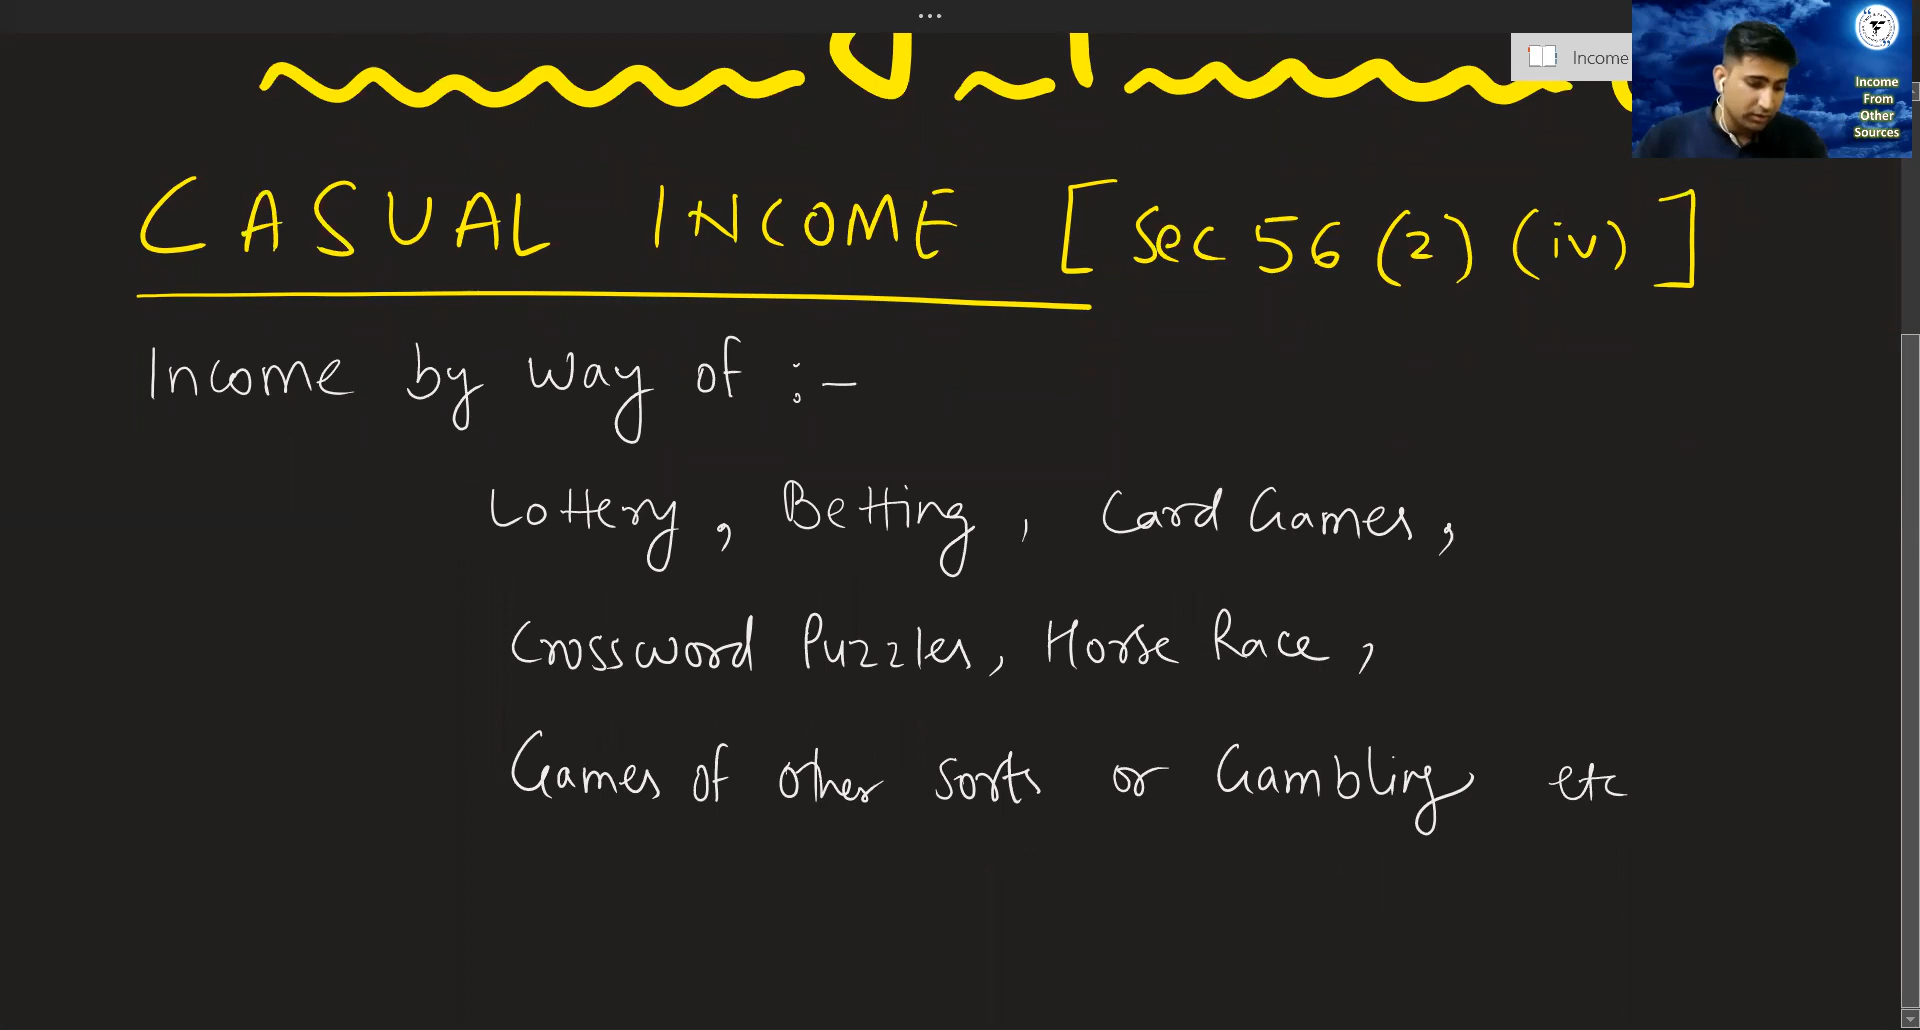 Income
Income
From
Other
Sources
CASUAL INCOME [Sec 56 (2) (iv)]
Income by way of :-
Lottery, Betting, Card Games,
Crossword Puzzles, Horse Race,
Games of other sorts or Gambling etc